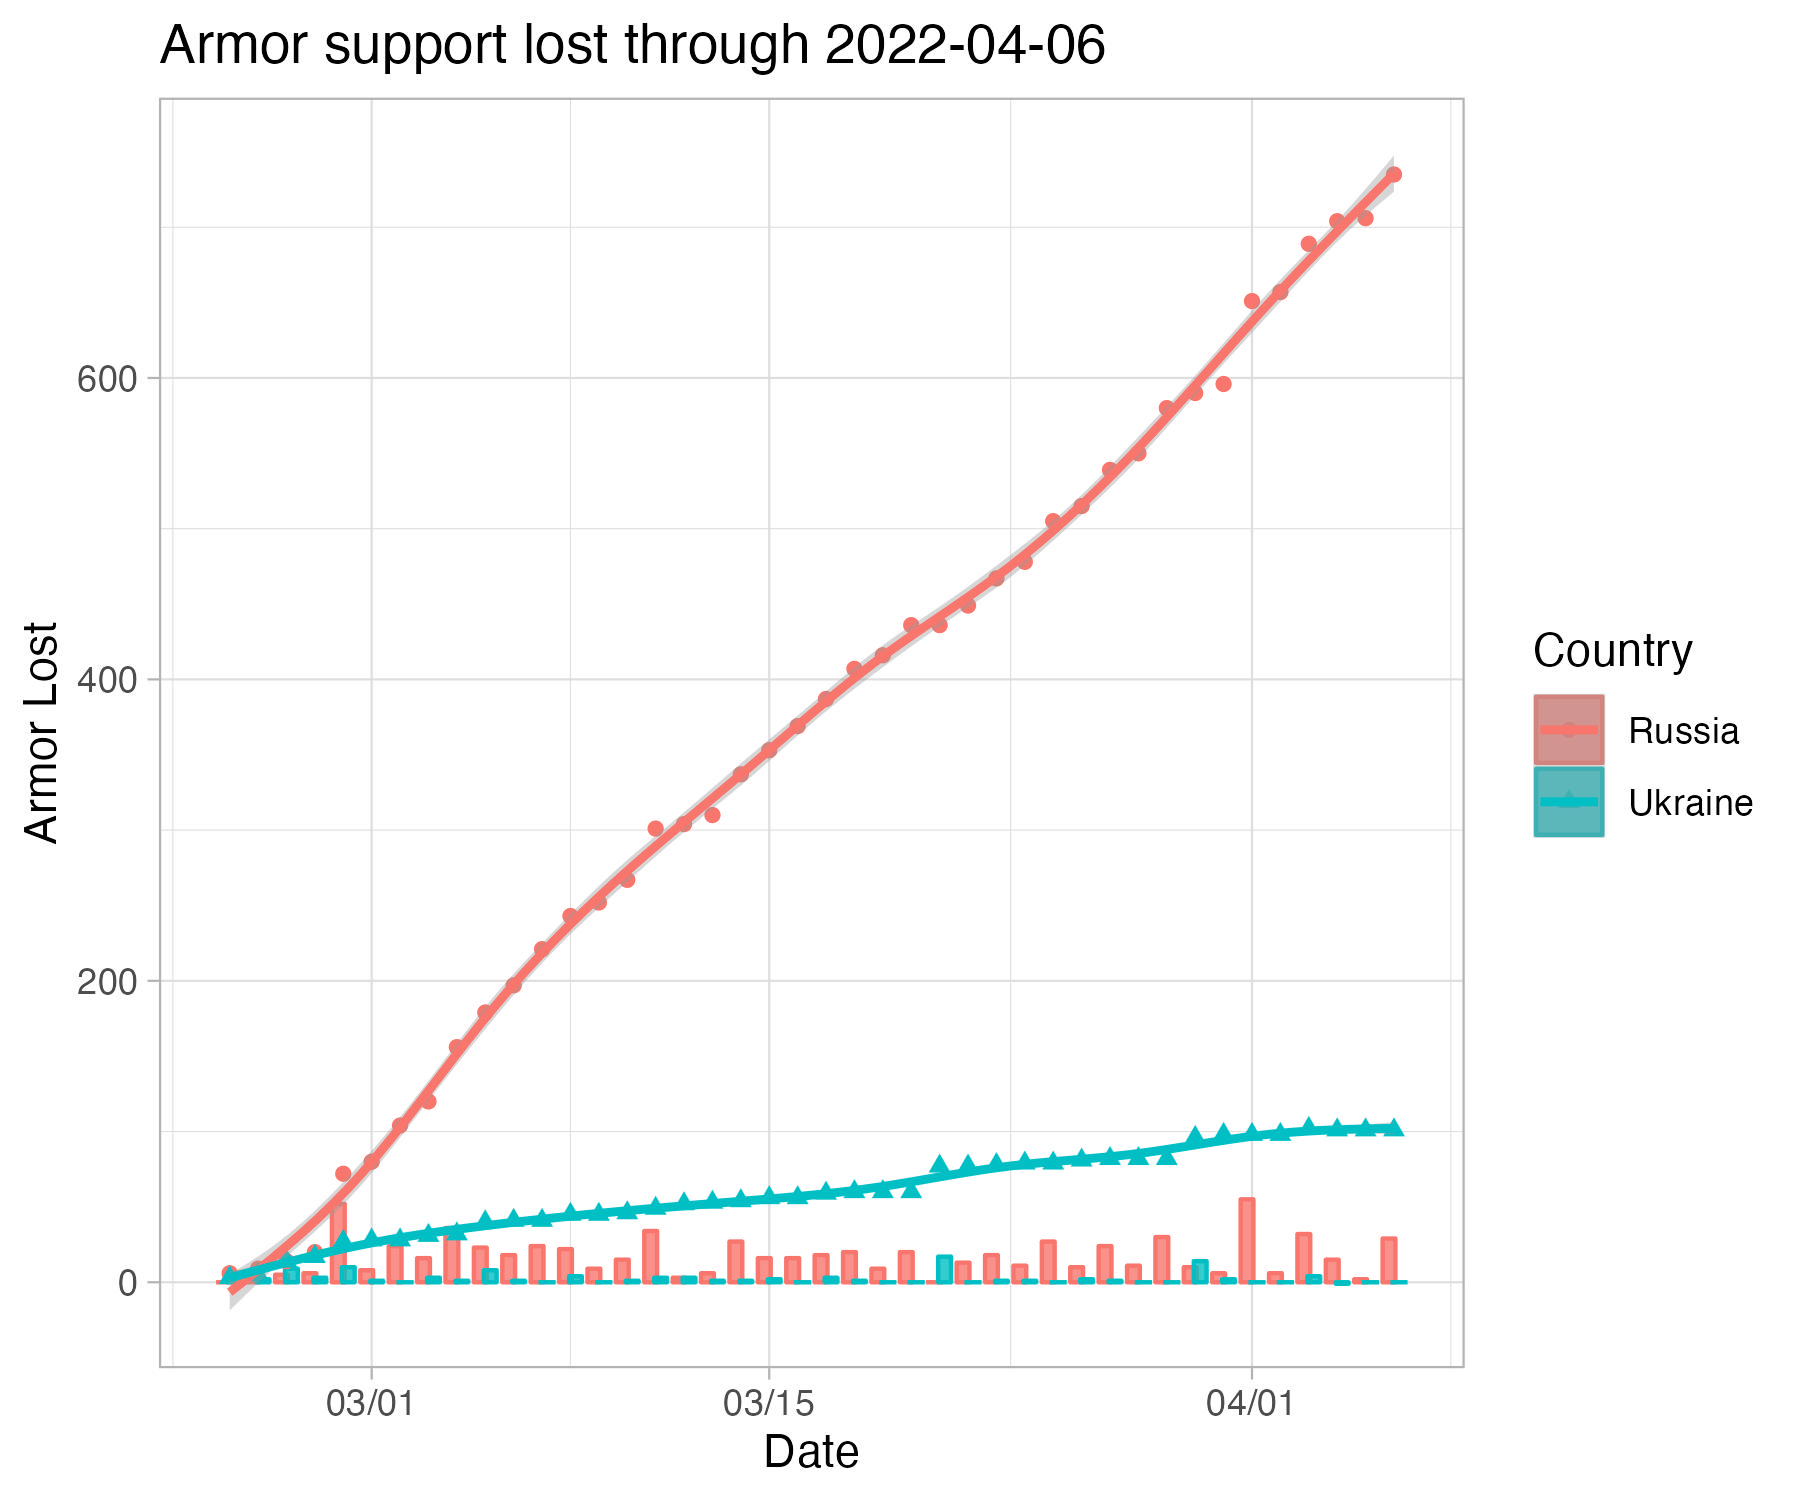 Armor support lost through 2022-04-06
Armor Lost
600
400
200
0
03/01
03/15
04/01
Date
Country
Russia
Ukraine